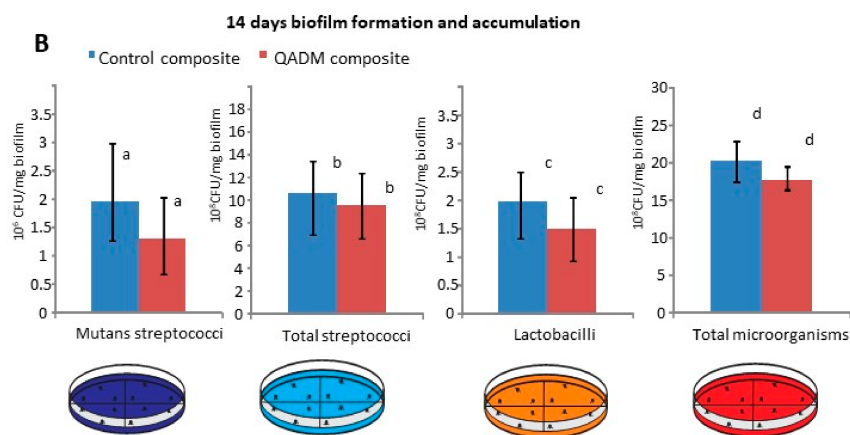 14 days biofilm formation and accumulation
B
Control composite QADM composite
10⁶ CFU/mg biofilm
3.5
3
2.5
2
1.5
1
0.5
0
a
a
Mutans streptococci
10⁸CFU/mg biofilm
18
16
14
12
10
8
6
4
2
0
b
b
Total streptococci
10⁸CFU/mg biofilm
3.5
3
2.5
2
1.5
1
0.5
0
c
c
Lactobacilli
10⁸CFU/mg biofilm
30
25
20
15
10
5
0
d
d
Total microorganisms